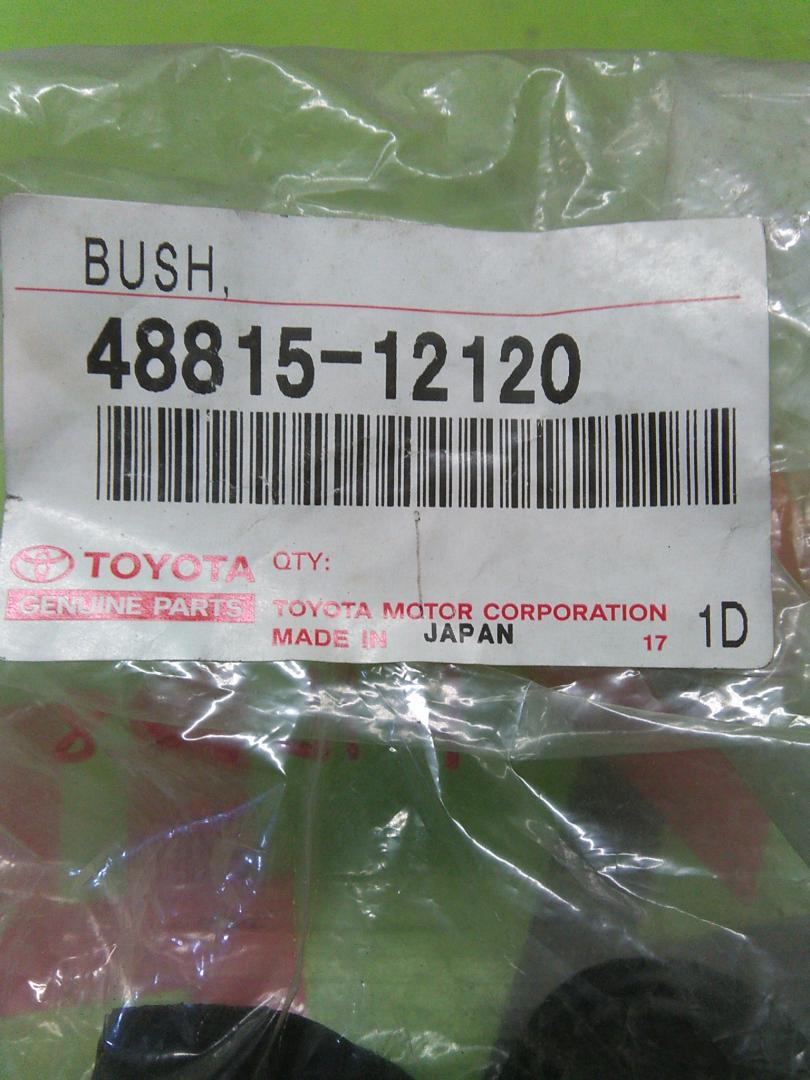 BUSH,
48815-12120
TOYOTA
GENUINE PARTS
QTY:
TOYOTA MOTOR CORPORATION
MADE IN JAPAN
17
1D